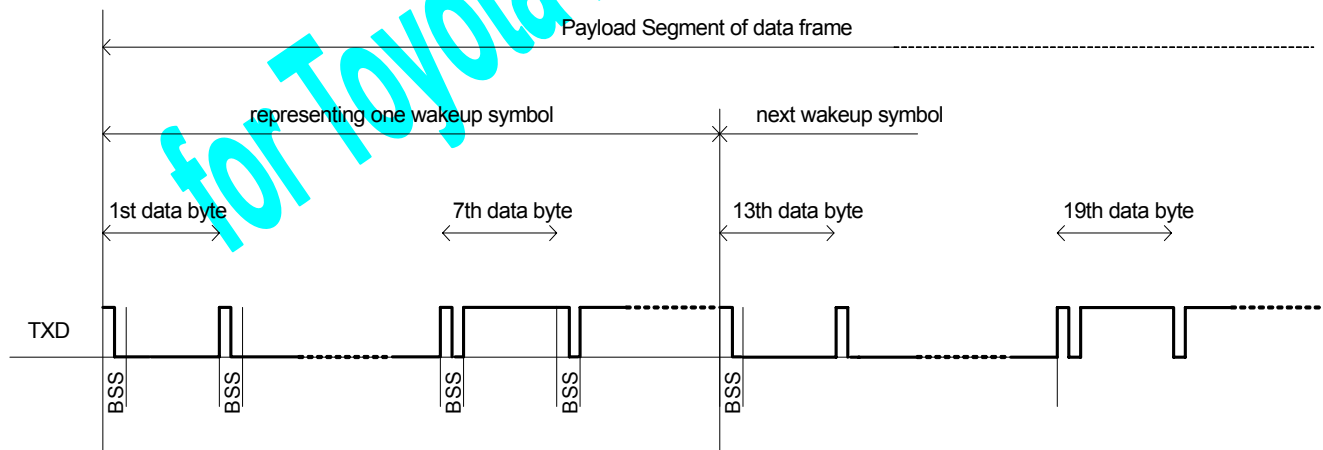 for Toyota
Payload Segment of data frame
representing one wakeup symbol
next wakeup symbol
1st data byte
7th data byte
13th data byte
19th data byte
TXD
BSS
BSS
BSS
BSS
BSS